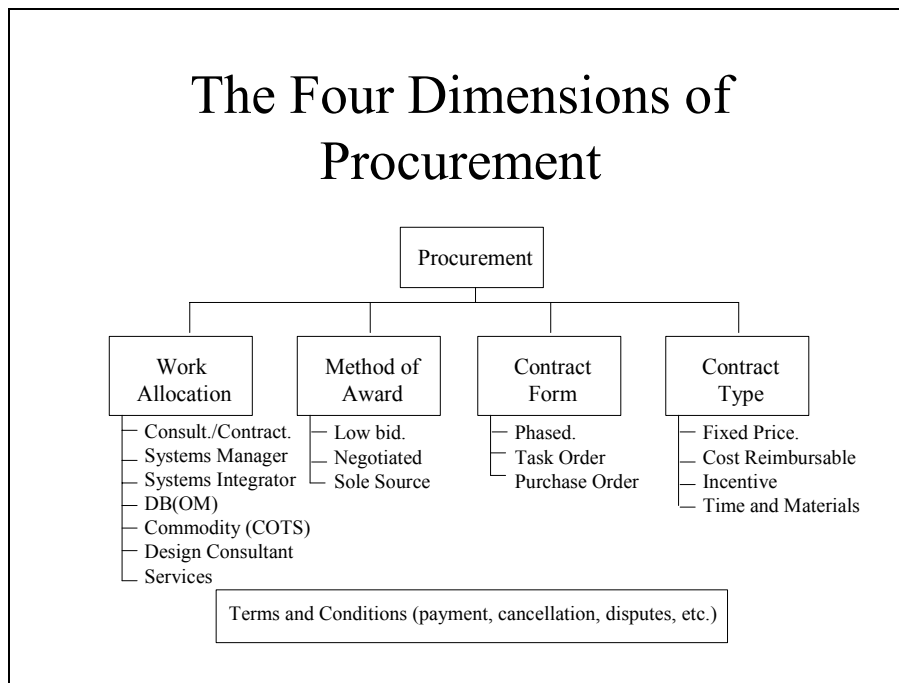 The Four Dimensions of
Procurement
Procurement
Work
Allocation
Consult./Contract.
Systems Manager
Systems Integrator
DB(OM)
Commodity (COTS)
Design Consultant
Services
Method of
Award
Low bid.
Negotiated
Sole Source
Contract
Form
Phased.
Task Order
Purchase Order
Contract
Type
Fixed Price.
Cost Reimbursable
Incentive
Time and Materials
Terms and Conditions (payment, cancellation, disputes, etc.)